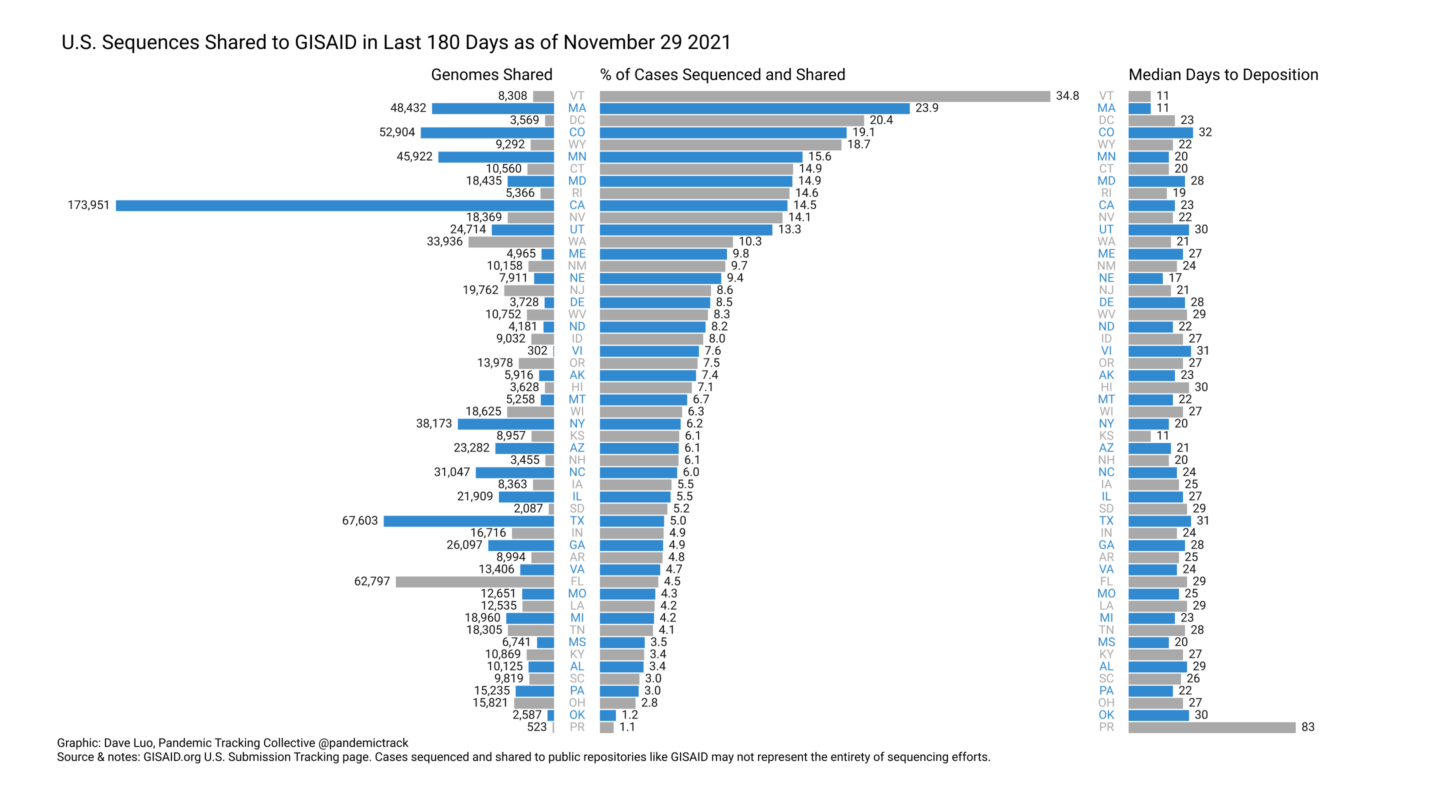 U.S. Sequences Shared to GISAID in Last 180 Days as of November 29 2021
Genomes Shared % of Cases Sequenced and Shared Median Days to Deposition
8,308 VT 34.8 VT 11
48,432 MA 23.9 MA 11
3,569 DC 20.4 DC 23
52,904 CO 19.1 CO 32
9,292 WY 18.7 WY 22
45,922 MN 15.6 MN 20
10,560 CT 14.9 CT 20
18,435 MD 14.9 MD 28
5,366 RI 14.6 RI 19
173,951 CA 14.5 CA 23
18,369 NV 14.1 NV 22
24,714 UT 13.3 UT 30
33,936 WA 10.3 WA 21
4,965 ME 9.8 ME 27
10,158 NM 9.7 NM 24
7,911 NE 9.4 NE 17
19,762 NJ 8.6 NJ 21
3,728 DE 8.5 DE 28
10,752 WV 8.3 WV 29
4,181 ND 8.2 ND 22
9,032 ID 8.0 ID 27
302 VI 7.6 VI 31
13,978 OR 7.5 OR 27
5,916 AK 7.4 AK 23
3,628 HI 7.1 HI 30
5,258 MT 6.7 MT 22
18,625 WI 6.3 WI 27
38,173 NY 6.2 NY 20
8,957 KS 6.1 KS 11
23,282 AZ 6.1 AZ 21
3,455 NH 6.1 NH 20
31,047 NC 6.0 NC 24
8,363 IA 5.5 IA 25
21,909 IL 5.5 IL 27
2,087 SD 5.2 SD 29
67,603 TX 5.0 TX 31
16,716 IN 4.9 IN 24
26,097 GA 4.9 GA 28
8,994 AR 4.8 AR 25
13,406 VA 4.7 VA 24
62,797 FL 4.5 FL 29
12,651 MO 4.3 MO 25
12,535 LA 4.2 LA 29
18,960 MI 4.2 MI 23
18,305 TN 4.1 TN 28
6,741 MS 3.5 MS 20
10,869 KY 3.4 KY 27
10,125 AL 3.4 AL 29
9,819 SC 3.0 SC 26
15,235 PA 3.0 PA 22
15,821 OH 2.8 OH 27
2,587 OK 1.2 OK 30
523 PR 1.1 PR 83
Graphic: Dave Luo, Pandemic Tracking Collective @pandemictrack
Source & notes: GISAID.org U.S. Submission Tracking page. Cases sequenced and shared to public repositories like GISAID may not represent the entirety of sequencing efforts.